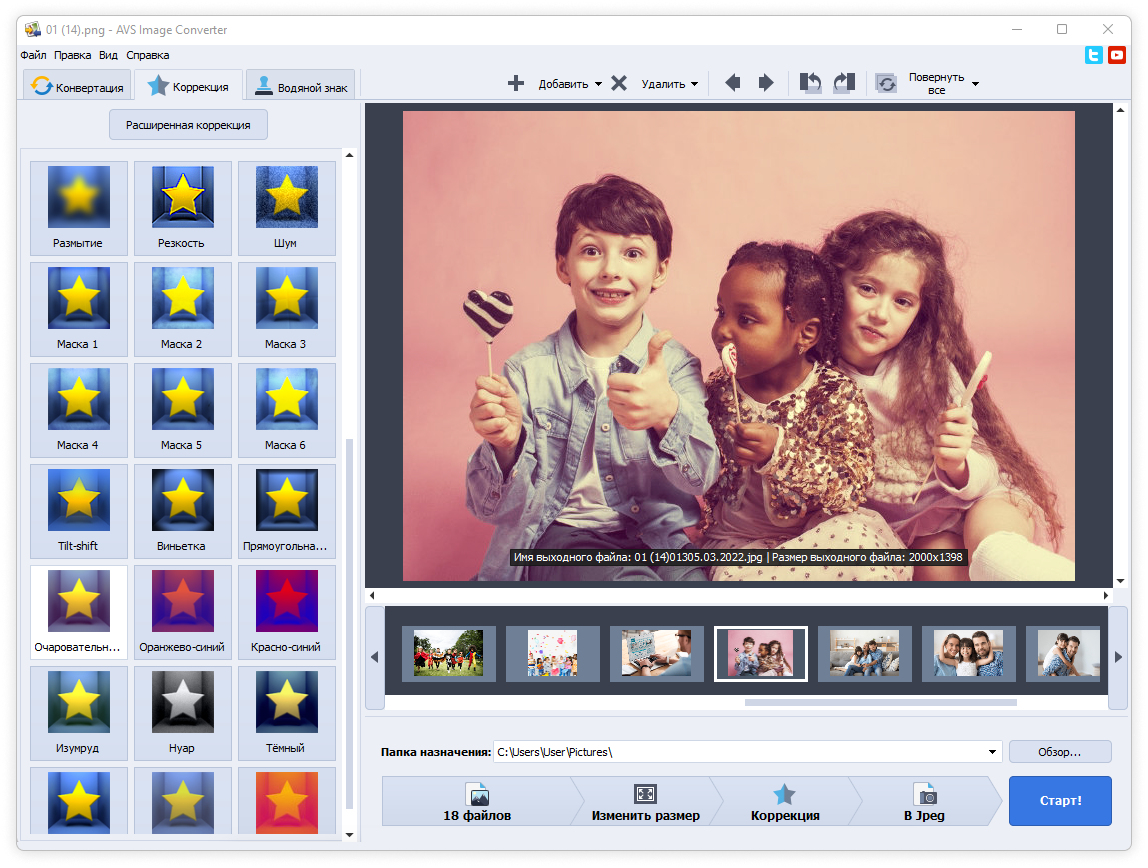 01 (14).png - AVS Image Converter
Файл Правка Вид Справка
Конвертация Коррекция Водяной знак
Добавить Удалить Повернуть все
Расширенная коррекция
Размытие Резкость Шум
Маска 1 Маска 2 Маска 3
Маска 4 Маска 5 Маска 6
Tilt-shift Виньетка Прямоугольна...
Очаровательн... Оранжево-синий Красно-синий
Изумруд Нуар Тёмный
Имя выходного файла: 01 (14)01305.03.2022.jpg | Размер выходного файла: 2000x1398
Папка назначения: C:\Users\User\Pictures\ Обзор...
18 файлов Изменить размер Коррекция В Jpeg Старт!